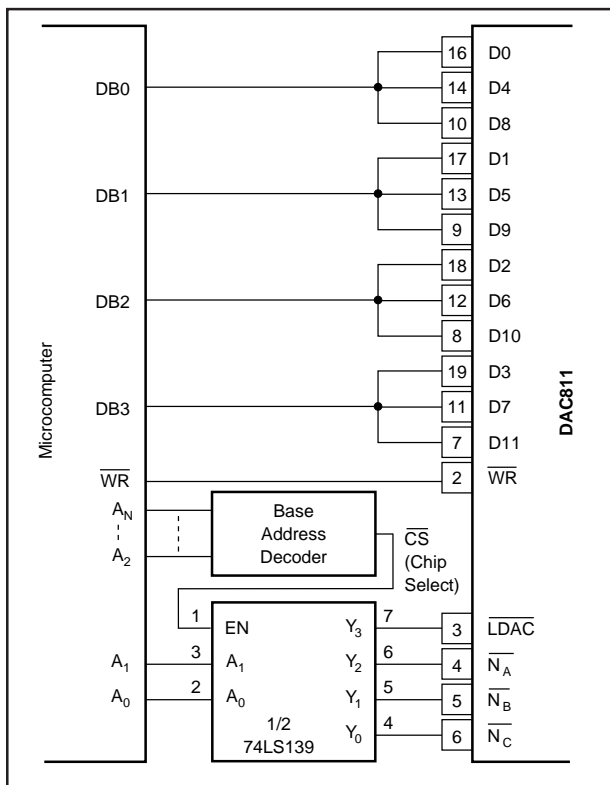 16 D0
DB0 14 D4
10 D8
17 D1
DB1 13 D5
9 D9
18 D2
DB2 12 D6
8 D10
19 D3
DB3 11 D7
7 D11
Microcomputer
DAC811
WR 2 WR
AN
A2
Base
Address
Decoder
CS
(Chip
Select)
1 EN Y3 7 3 LDAC
A1 3 A1 Y2 6 4 NA
A0 2 A0 Y1 5 5 NB
1/2
74LS139
Y0 4 6 NC